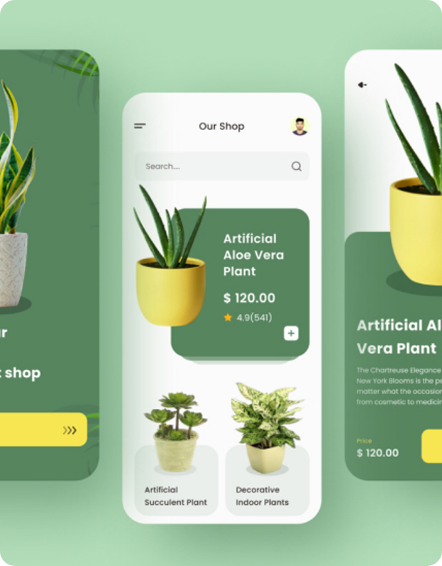 Our Shop
Search...
Artificial
Aloe Vera
Plant
$ 120.00
4.9(541)
Artificial
Succulent Plant
Decorative
Indoor Plants
shop
Artificial Al
Vera Plant
The Chartreuse Elegance
New York Blooms is the p
matter what the occasio
from cosmetic to medicin
Price
$ 120.00